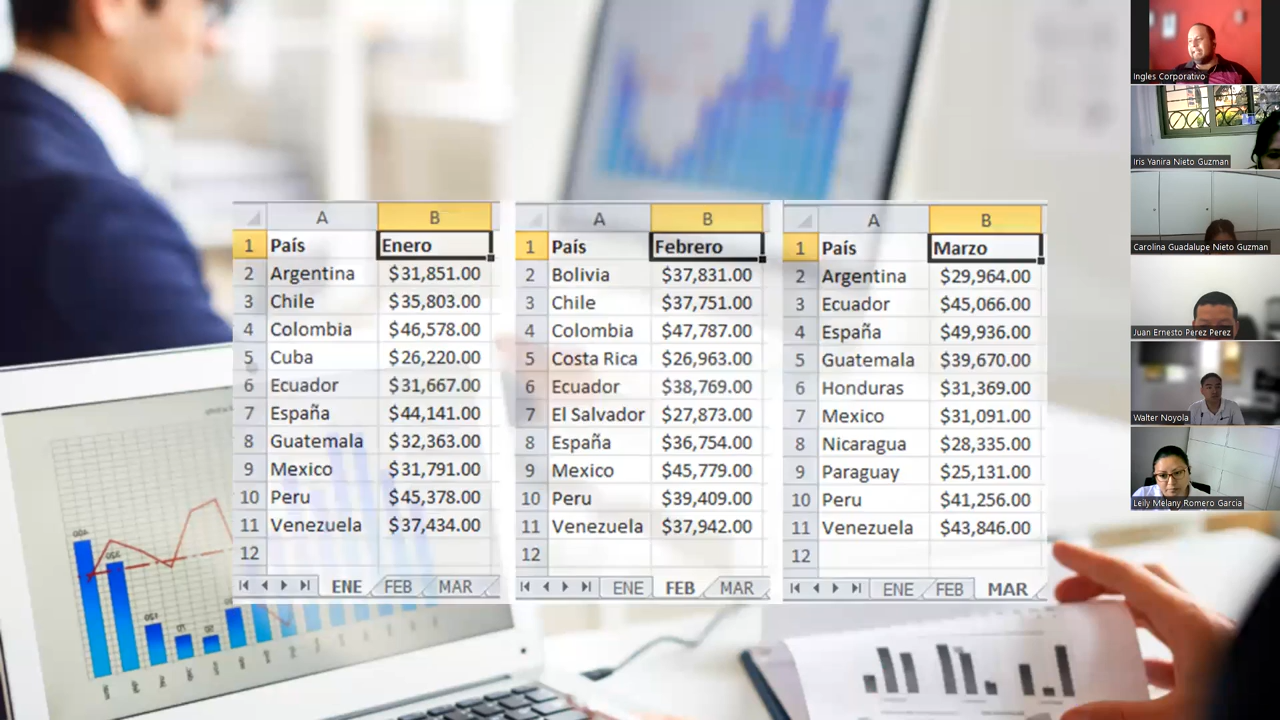 A B
1 País Enero
2 Argentina $31,851.00
3 Chile $35,803.00
4 Colombia $46,578.00
5 Cuba $26,220.00
6 Ecuador $31,667.00
7 España $44,141.00
8 Guatemala $32,363.00
9 Mexico $31,791.00
10 Peru $45,378.00
11 Venezuela $37,434.00
12
ENE FEB MAR
A B
1 País Febrero
2 Bolivia $37,831.00
3 Chile $37,751.00
4 Colombia $47,787.00
5 Costa Rica $26,963.00
6 Ecuador $38,769.00
7 El Salvador $27,873.00
8 España $36,754.00
9 Mexico $45,779.00
10 Peru $39,409.00
11 Venezuela $37,942.00
12
ENE FEB MAR
A B
1 País Marzo
2 Argentina $29,964.00
3 Ecuador $45,066.00
4 España $49,936.00
5 Guatemala $39,670.00
6 Honduras $31,369.00
7 Mexico $31,091.00
8 Nicaragua $28,335.00
9 Paraguay $25,131.00
10 Peru $41,256.00
11 Venezuela $43,846.00
12
ENE FEB MAR
Ingles Corporativo
Iris Yanira Nieto Guzman
Carolina Guadalupe Nieto Guzman
Juan Ernesto Perez Perez
Walter Noyola
Leily Melany Romero Garcia